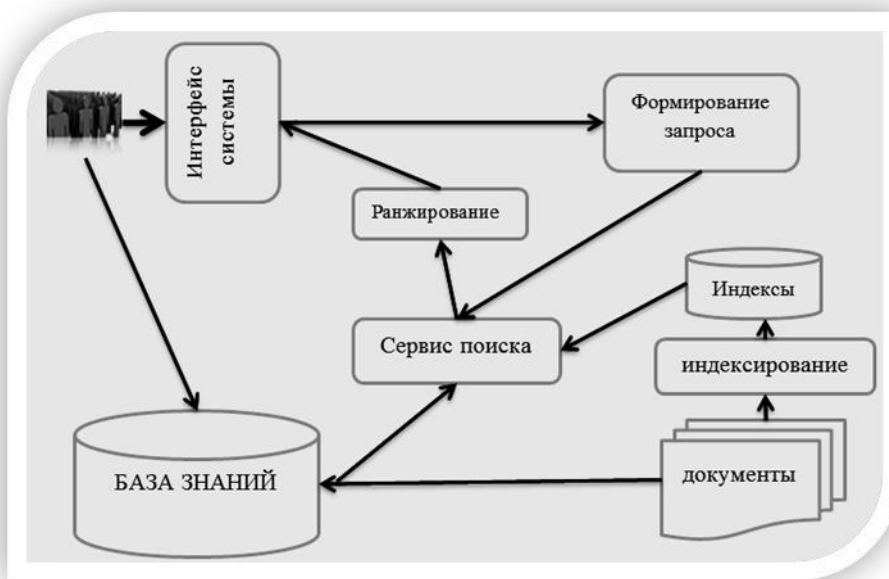 Интерфейс
системы
Формирование
запроса
Ранжирование
Индексы
Сервис поиска
индексирование
БАЗА ЗНАНИЙ
документы